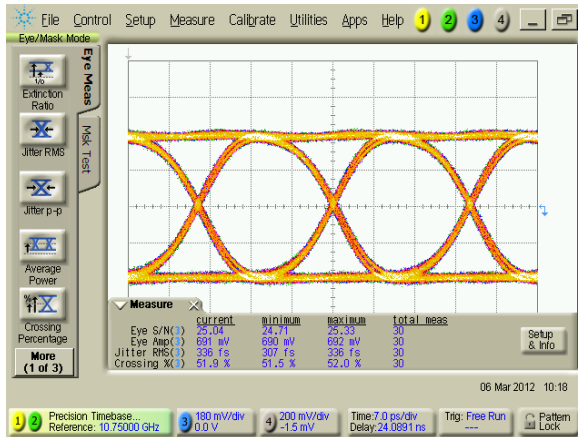 File Control Setup Measure Calibrate Utilities Apps Help 1 2 3 4
Eye/Mask Mode
Eye Meas
Msk Test
Extinction
Ratio
Jitter RMS
Jitter p-p
Average
Power
Crossing
Percentage
More
(1 of 3)
Measure
current minimum maximum total meas
Eye S/N(3) 25.04 24.71 25.33 30
Eye Amp(3) 691 mV 690 mV 692 mV 30
Jitter RMS(3) 336 fs 307 fs 336 fs 30
Crossing %(3) 51.9 % 51.5 % 52.0 % 30
Setup
& Info
06 Mar 2012 10:18
1 2 Precision Timebase...
Reference: 10.75000 GHz
3 180 mV/div
0.0 V
4 200 mV/div
-1.5 mV
Time:7.0 ps/div
Delay:24.0891 ns
Trig: Free Run
---
Pattern
Lock